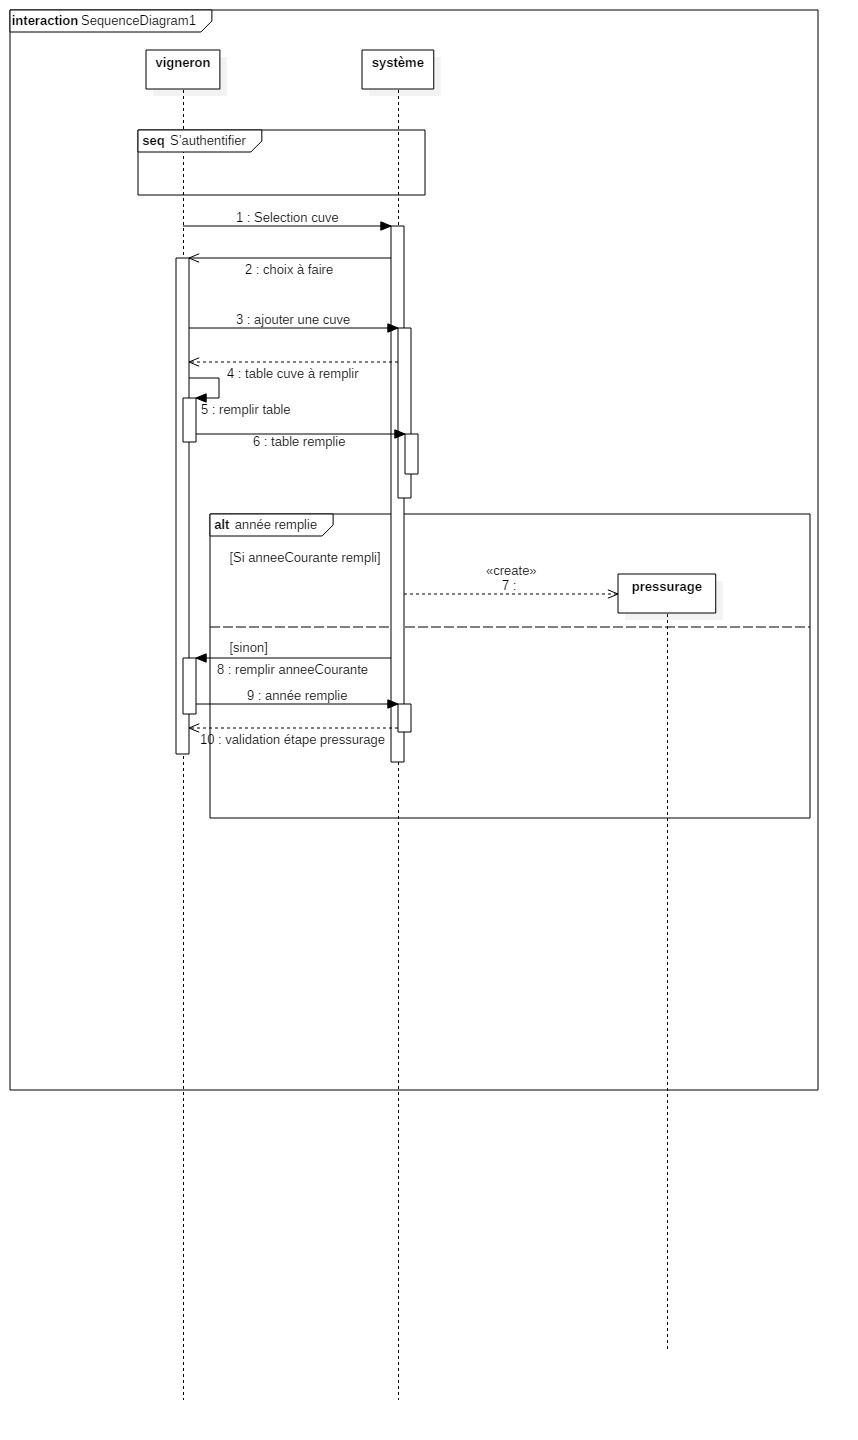 interaction SequenceDiagram1
vigneron
système
seq S'authentifier
1 : Selection cuve
2 : choix à faire
3 : ajouter une cuve
4 : table cuve à remplir
5 : remplir table
6 : table remplie
alt année remplie
[Si anneeCourante rempli]
«create»
7 :
pressurage
[sinon]
8 : remplir anneeCourante
9 : année remplie
10 : validation étape pressurage